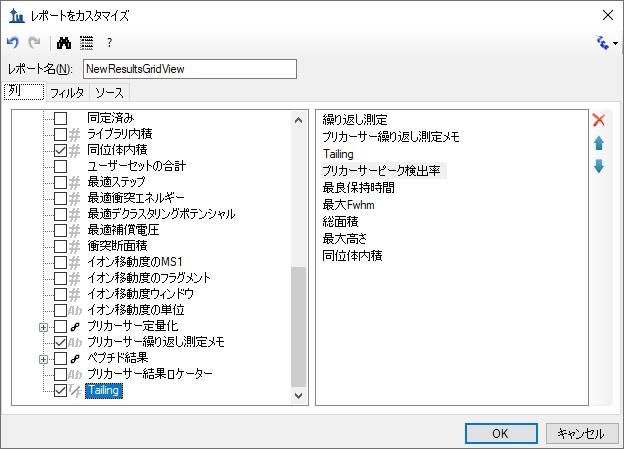 レポートをカスタマイズ
?
レポート名(N):
NewResultsGridView
列 フィルタ ソース
同定済み
ライブラリ内積
同位体内積
ユーザーセットの合計
最適ステップ
最適衝突エネルギー
最適デクラスタリングポテンシャル
最適補償電圧
衝突断面積
イオン移動度のMS1
イオン移動度のフラグメント
イオン移動度ウィンドウ
イオン移動度の単位
プリカーサー定量化
プリカーサー繰り返し測定メモ
ペプチド結果
プリカーサー結果ロケーター
Tailing
繰り返し測定
プリカーサー繰り返し測定メモ
Tailing
プリカーサーピーク検出率
最良保持時間
最大Fwhm
総面積
最大高さ
同位体内積
OK
キャンセル